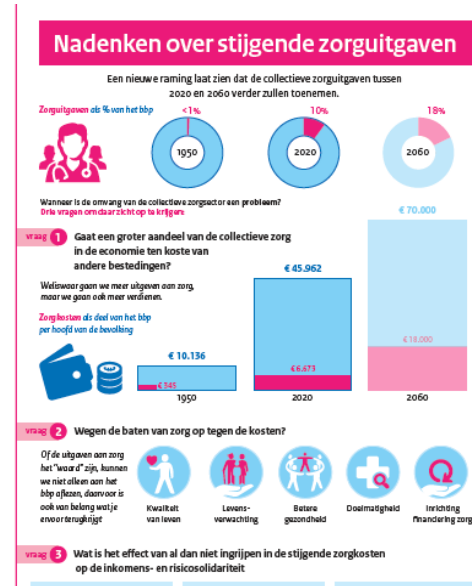 Nadenken over stijgende zorguitgaven
Een nieuwe raming laat zien dat de collectieve zorguitgaven tussen
2020 en 2060 verder zullen toenemen.
Zorguitgaven als % van het bbp
<1%
10%
18%
1950
2020
2060
Wanneer is de omvang van de collectieve zorgsector een probleem?
Drie vragen om daar zicht op te krijgen:
vraag 1 Gaat een groter aandeel van de collectieve zorg
in de economie ten koste van
andere bestedingen?
Weliswaar gaan we meer uitgeven aan zorg,
maar we gaan ook meer verdienen.
Zorgkosten als deel van het bbp
per hoofd van de bevolking
€ 10.136
€ 345
1950
€ 45.962
€ 6.673
2020
€ 70.000
€ 18.000
2060
vraag 2 Wegen de baten van zorg op tegen de kosten?
Of de uitgaven aan zorg
het "waard" zijn, kunnen
we niet alleen aan het
bbp aflezen, daarvoor is
ook van belang wat je
ervoor terugkrijgt
Kwaliteit
van leven
Levens-
verwachting
Betere
gezondheid
Doelmatigheid
Inrichting
financiering zorg
vraag 3 Wat is het effect van al dan niet ingrijpen in de stijgende zorgkosten
op de inkomens- en risicosolidariteit